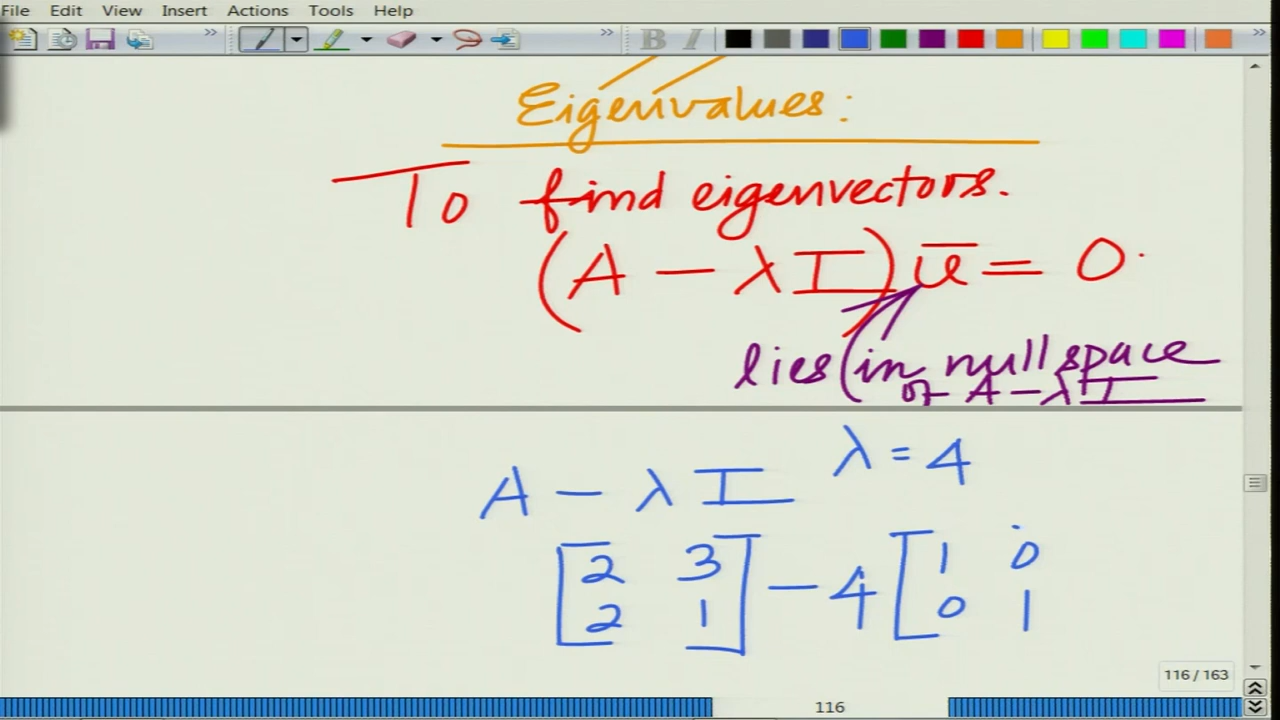 File Edit View Insert Actions Tools Help
B I
Eigenvalues:
To find eigenvectors.
(A - λI)ū = 0.
lies in null space
of A - λI
A - λI λ = 4
[2 3
2 1] - 4 [1 0
0 1
116 / 163
116